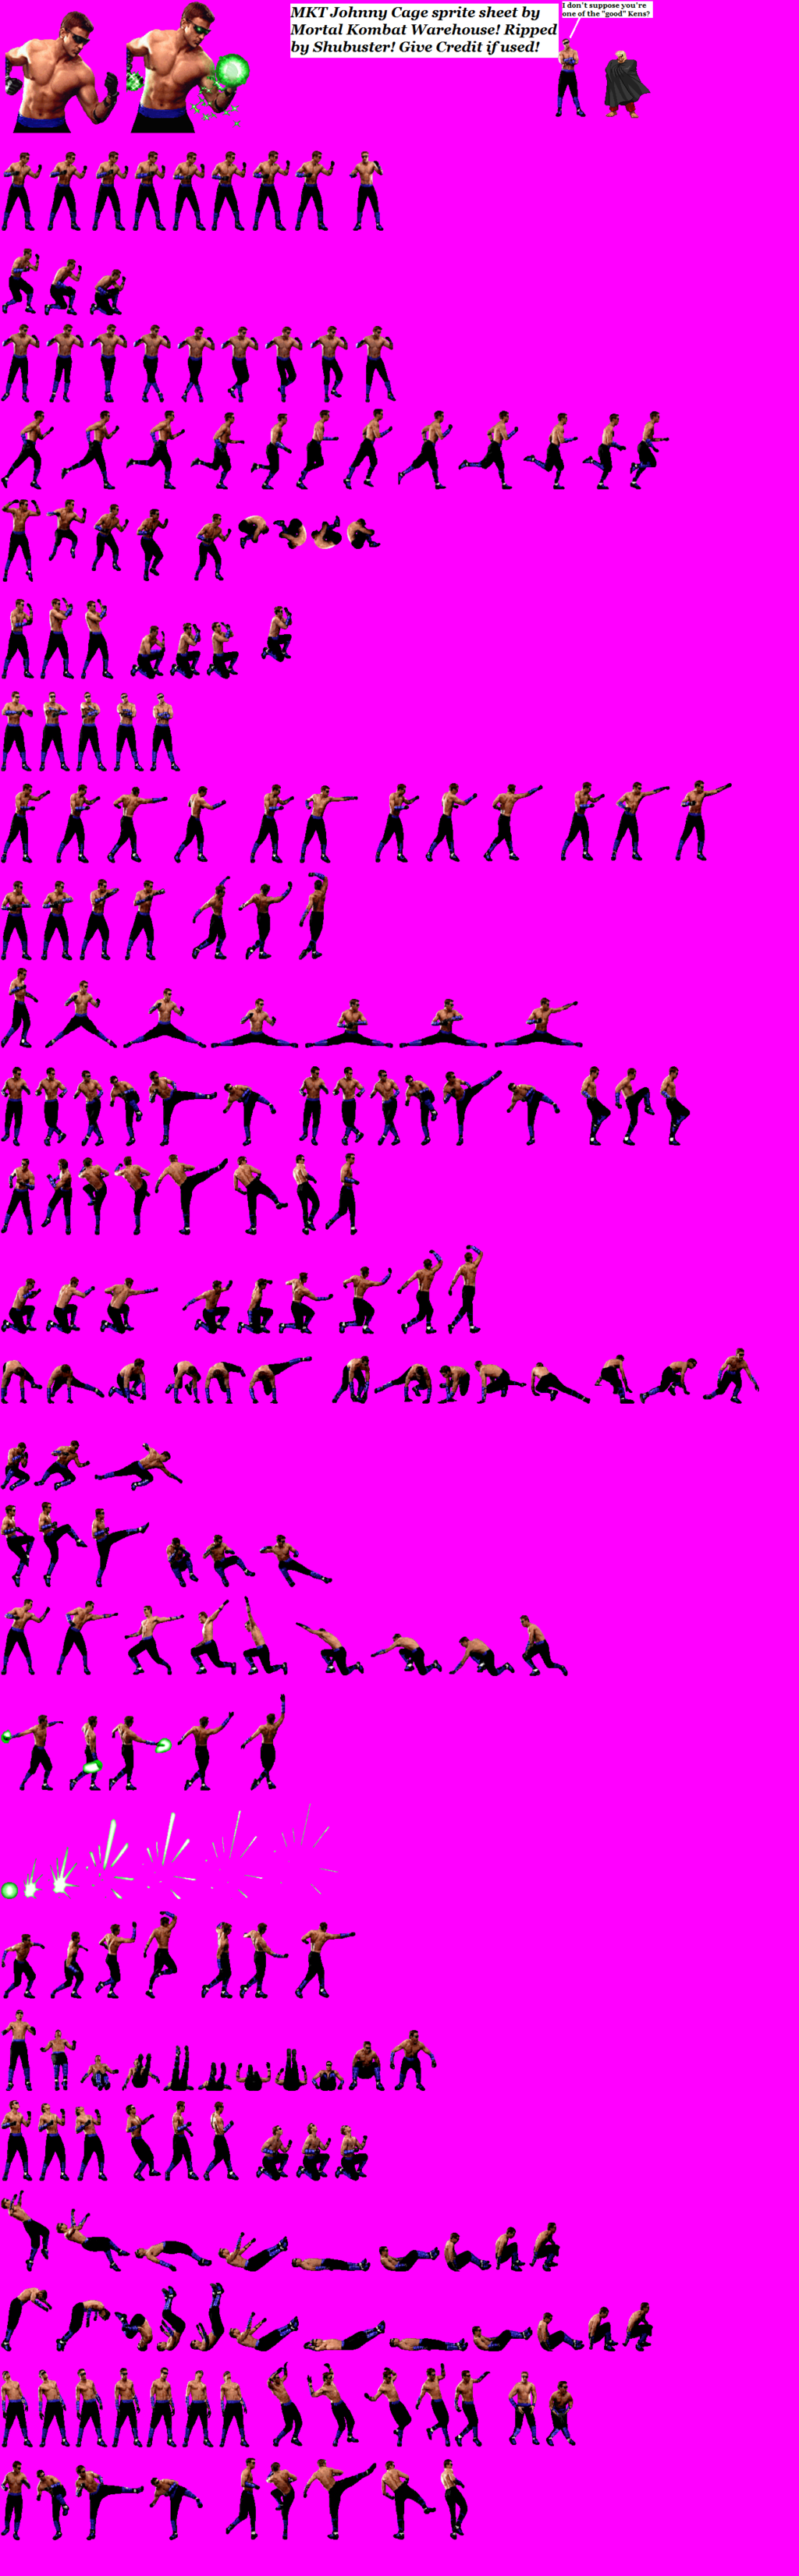 MKT Johnny Cage sprite sheet by
Mortal Kombat Warehouse! Ripped
by Shubuster! Give Credit if used!
I don't suppose you're
one of the "good" Kens?